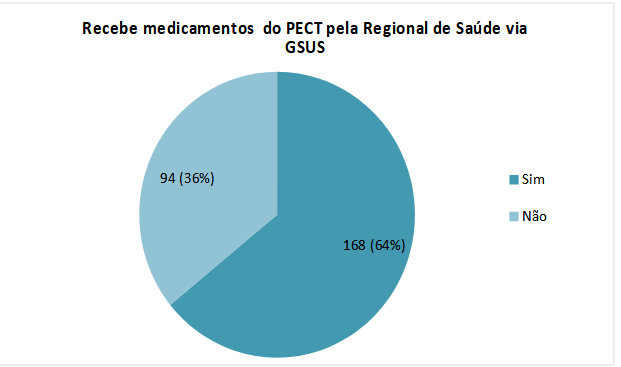 Recebe medicamentos do PECT pela Regional de Saúde via
GSUS
94 (36%)
Sim
Não
168 (64%)